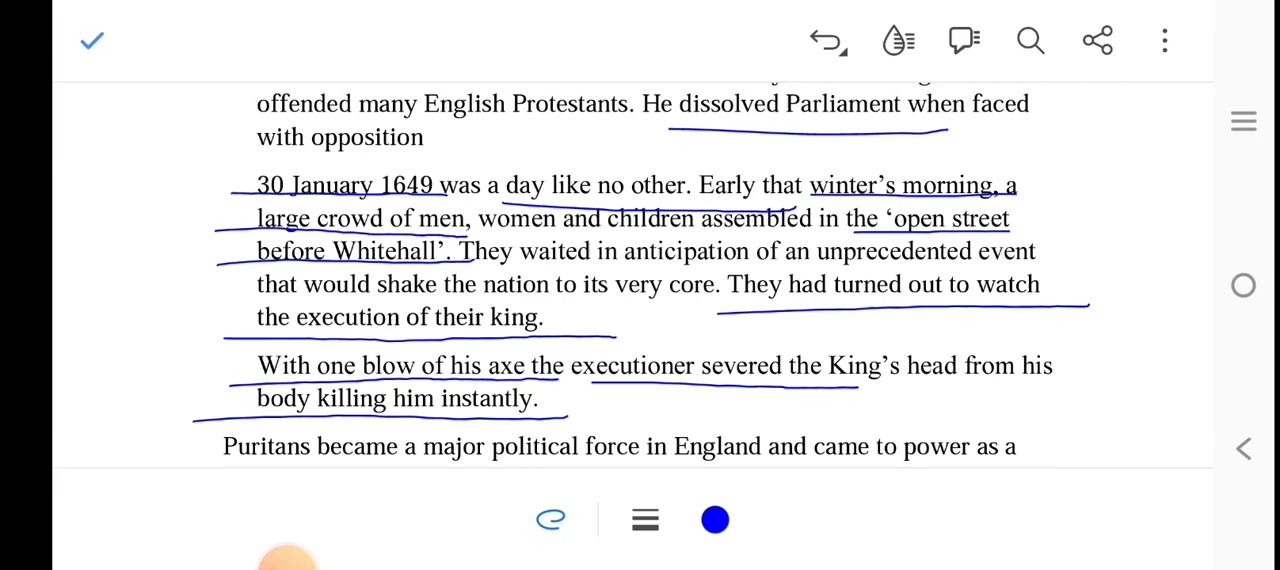 offended many English Protestants. He dissolved Parliament when faced
with opposition
30 January 1649 was a day like no other. Early that winter's morning, a
large crowd of men, women and children assembled in the 'open street
before Whitehall'. They waited in anticipation of an unprecedented event
that would shake the nation to its very core. They had turned out to watch
the execution of their king.
With one blow of his axe the executioner severed the King's head from his
body killing him instantly.
Puritans became a major political force in England and came to power as a